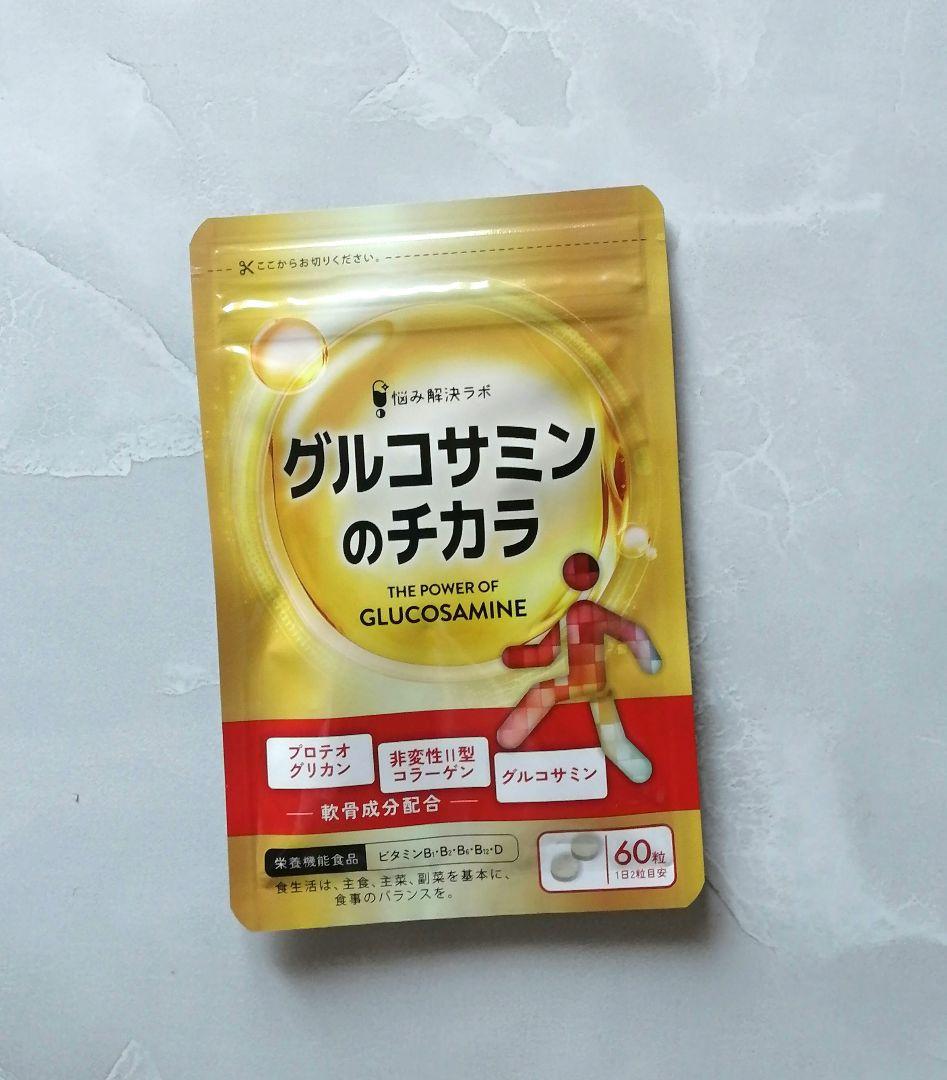 ここからお切りください。
悩み解決ラボ
グルコサミン
のチカラ
THE POWER OF
GLUCOSAMINE
プロテオ
グリカン
非変性II型
コラーゲン
グルコサミン
軟骨成分配合
栄養機能食品 ビタミンB1・B2・B6・B12・D
食生活は、主食、主菜、副菜を基本に、
食事のバランスを。
60粒
1日2粒目安